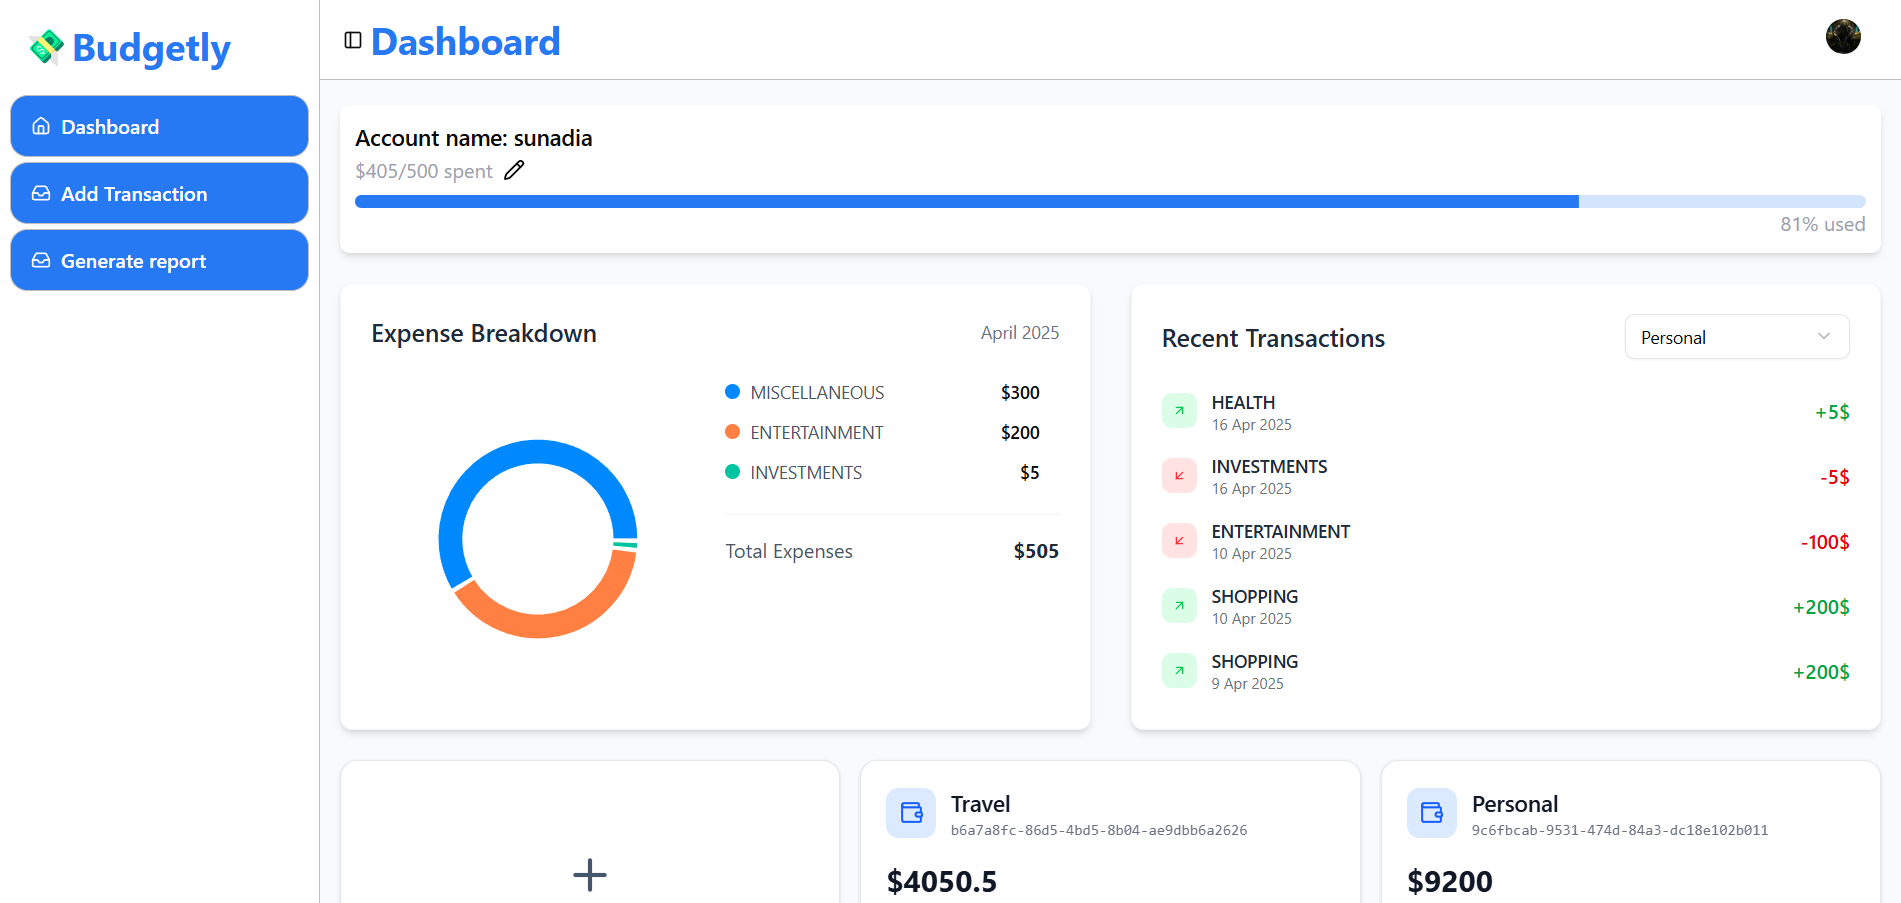 Budgetly
Dashboard
Add Transaction
Generate report
Dashboard
Account name: sunadia
$405/500 spent
81% used
Expense Breakdown
April 2025
MISCELLANEOUS $300
ENTERTAINMENT $200
INVESTMENTS $5
Total Expenses $505
Recent Transactions
Personal
HEALTH
16 Apr 2025
+5$
INVESTMENTS
16 Apr 2025
-5$
ENTERTAINMENT
10 Apr 2025
-100$
SHOPPING
10 Apr 2025
+200$
SHOPPING
9 Apr 2025
+200$
Travel
b6a7a8fc-86d5-4bd5-8b04-ae9dbb6a2626
$4050.5
Personal
9c6fbcab-9531-474d-84a3-dc18e102b011
$9200